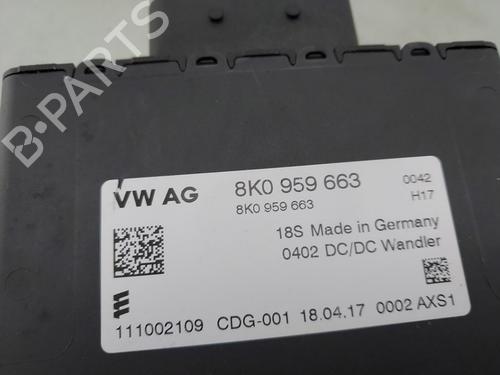 B-PARTS
VW AG 8K0 959 663 0042
8K0 959 663 H17
18S Made in Germany
0402 DC/DC Wandler
111002109 CDG-001 18.04.17 0002 AXS1